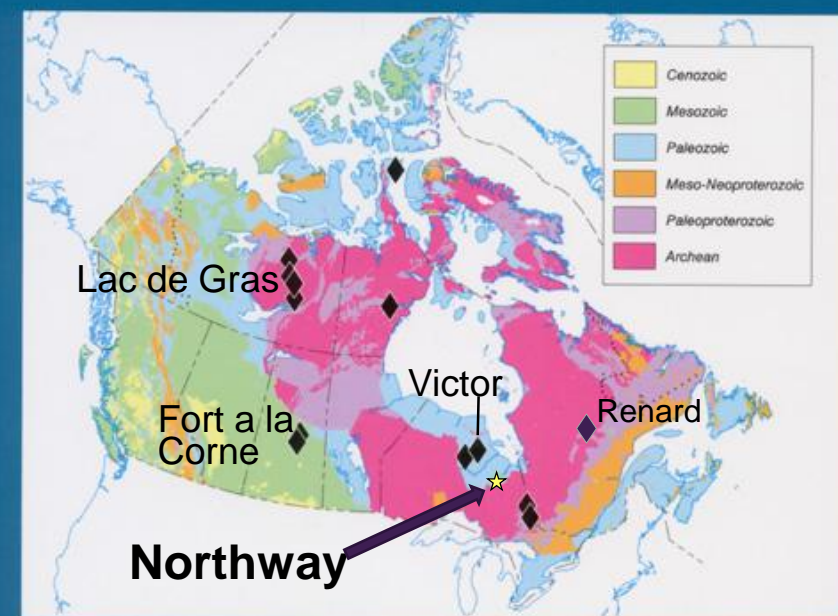 Cenozoic
Mesozoic
Paleozoic
Meso-Neoproterozoic
Paleoproterozoic
Archean
Lac de Gras
Victor
Renard
Fort a la
Corne
Northway